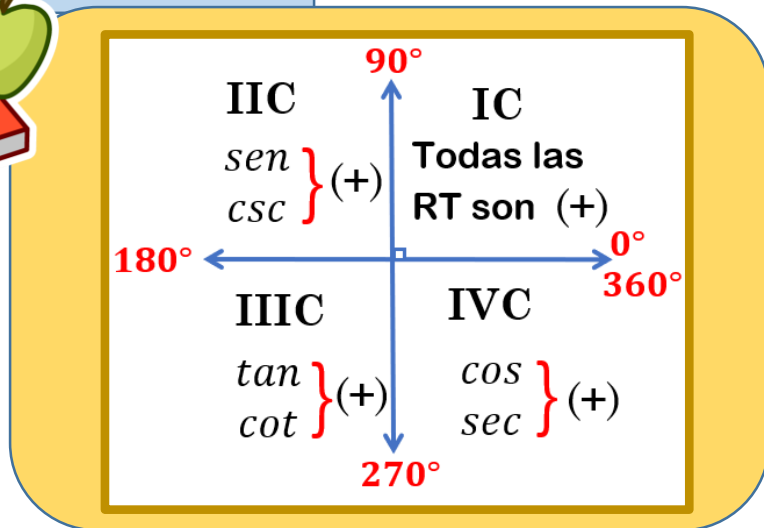 90°
IIC
sen
csc
(+)
IC
Todas las
RT son (+)
180°
0°
360°
IIIC
tan
cot
(+)
IVC
cos
sec
(+)
270°